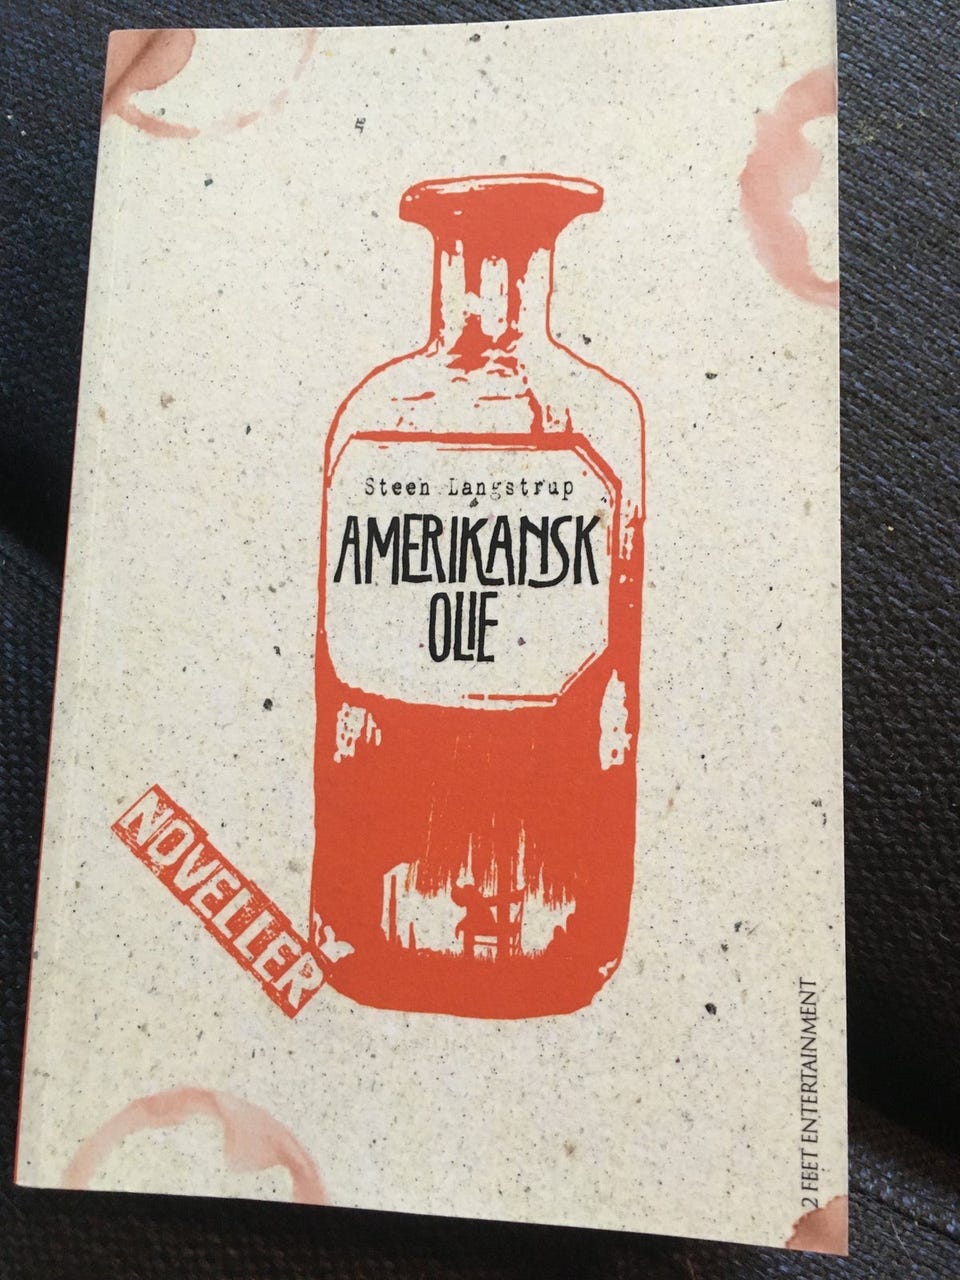 Steen Langstrup
AMERIKANSK
OLIE
NOVELLER
2 FEET ENTERTAINMENT